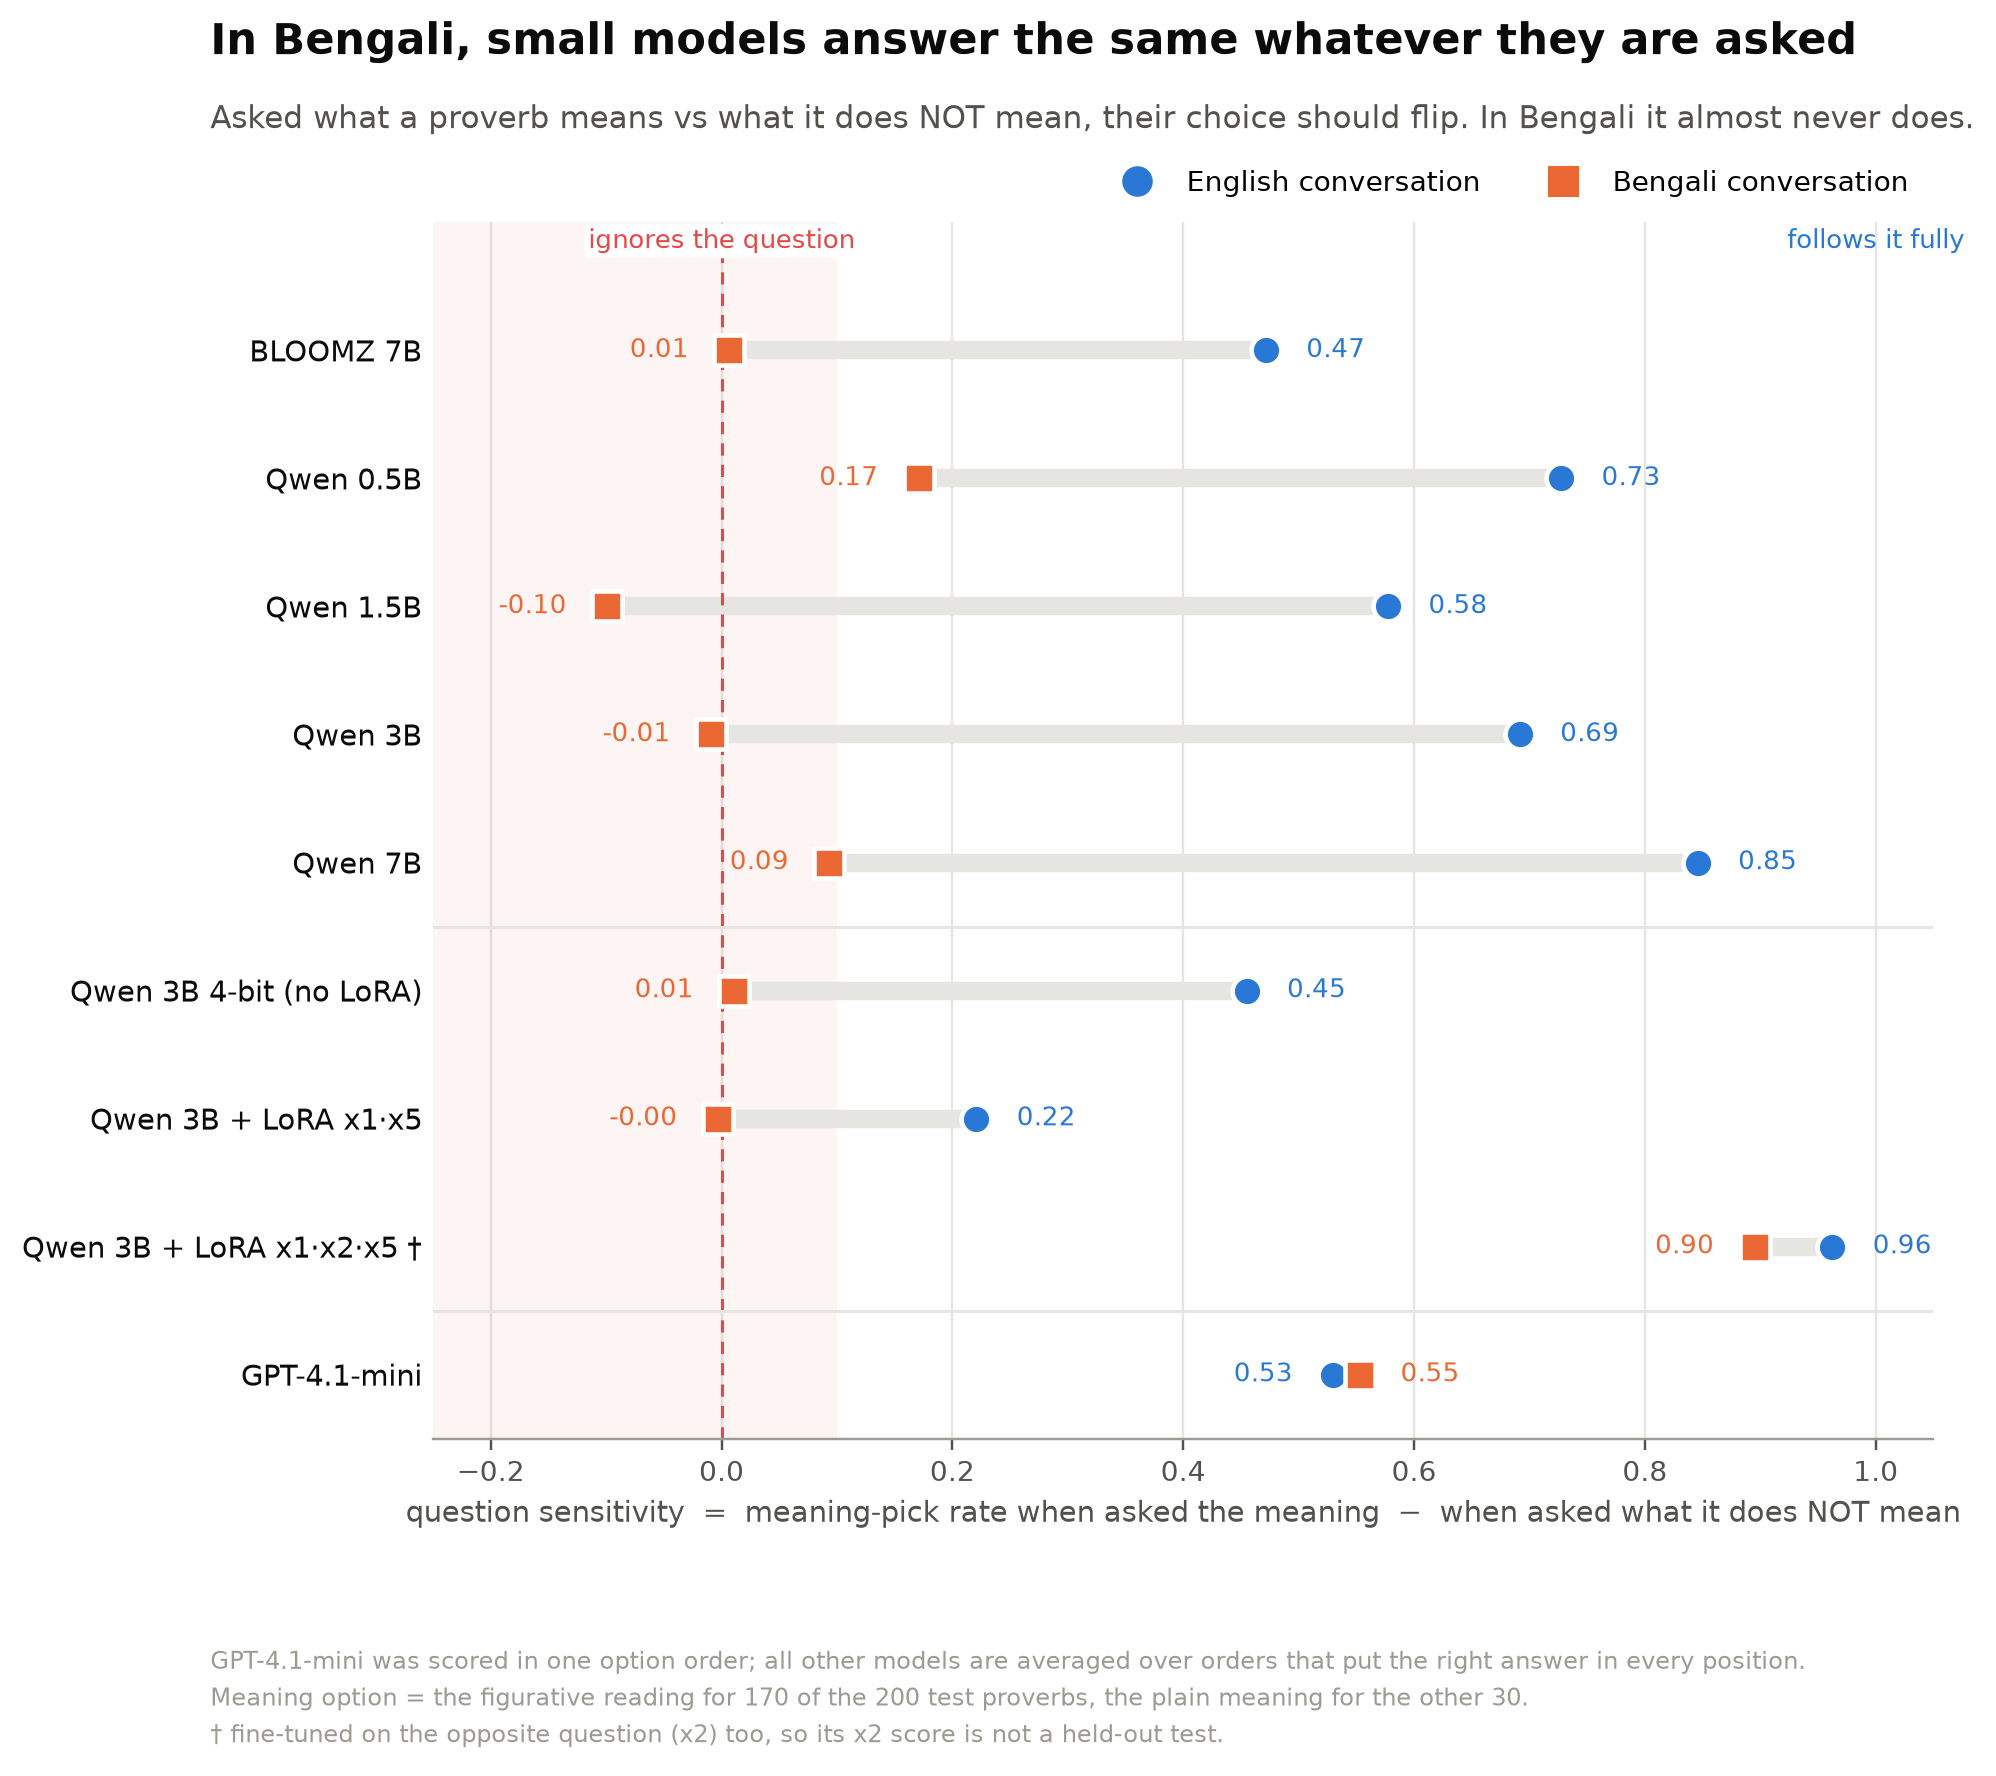 In Bengali, small models answer the same whatever they are asked
Asked what a proverb means vs what it does NOT mean, their choice should flip. In Bengali it almost never does.
English conversation Bengali conversation
ignores the question follows it fully
BLOOMZ 7B 0.01 0.47
Qwen 0.5B 0.17 0.73
Qwen 1.5B -0.10 0.58
Qwen 3B -0.01 0.69
Qwen 7B 0.09 0.85
Qwen 3B 4-bit (no LoRA) 0.01 0.45
Qwen 3B + LoRA x1·x5 -0.00 0.22
Qwen 3B + LoRA x1·x2·x5 † 0.90 0.96
GPT-4.1-mini 0.53 0.55
−0.2 0.0 0.2 0.4 0.6 0.8 1.0
question sensitivity = meaning-pick rate when asked the meaning − when asked what it does NOT mean
GPT-4.1-mini was scored in one option order; all other models are averaged over orders that put the right answer in every position.
Meaning option = the figurative reading for 170 of the 200 test proverbs, the plain meaning for the other 30.
† fine-tuned on the opposite question (x2) too, so its x2 score is not a held-out test.